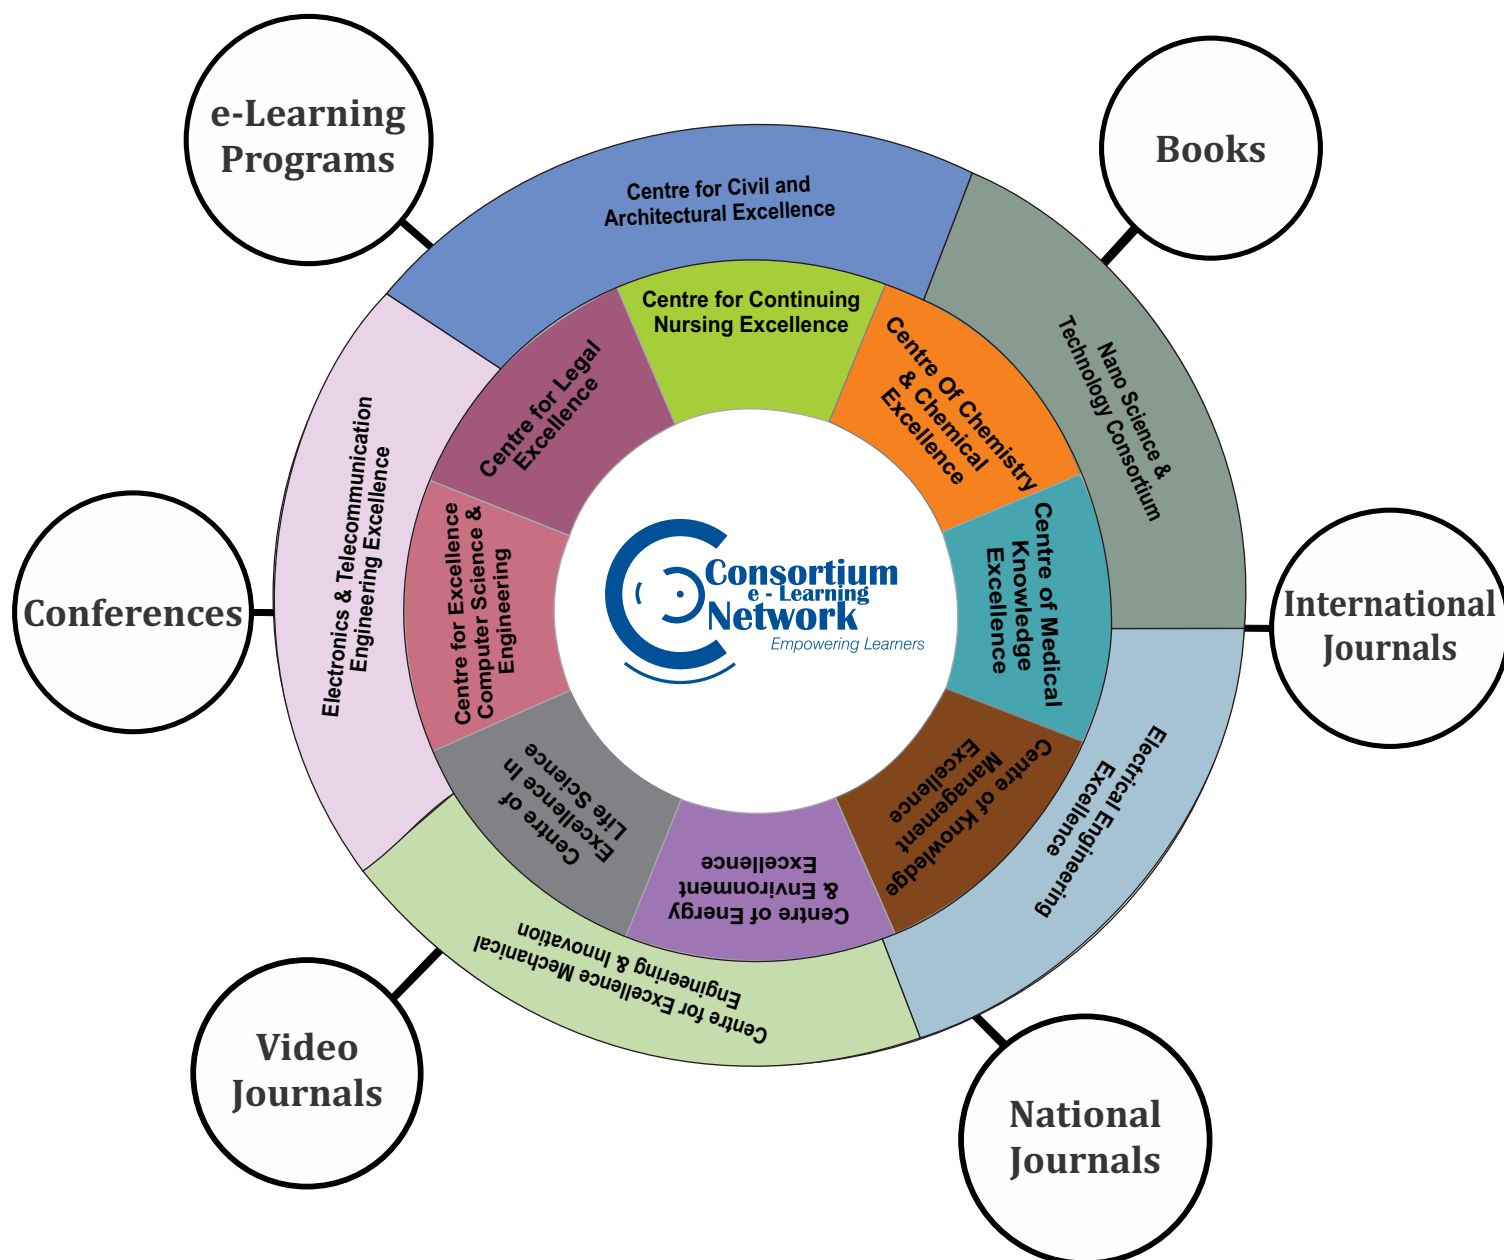 e-Learning
Programs
Books
International
Journals
National
Journals
Video
Journals
Conferences
Centre for Civil and
Architectural Excellence
Nano Science &
Technology Consortium
Electrical Engineering
Excellence
Centre for Excellence Mechanical
Engineering & Innovation
Electronics & Telecommunication
Engineering Excellence
Centre for Continuing
Nursing Excellence
Centre Of Chemistry
& Chemical
Excellence
Centre of Medical
Knowledge
Excellence
Centre of Knowledge
Management
Excellence
Centre of Energy
& Environment
Excellence
Centre of
Excellence In
Life Science
Centre for Excellence
Computer Science &
Engineering
Centre for Legal
Excellence
Consortium
e - Learning
Network
Empowering Learners